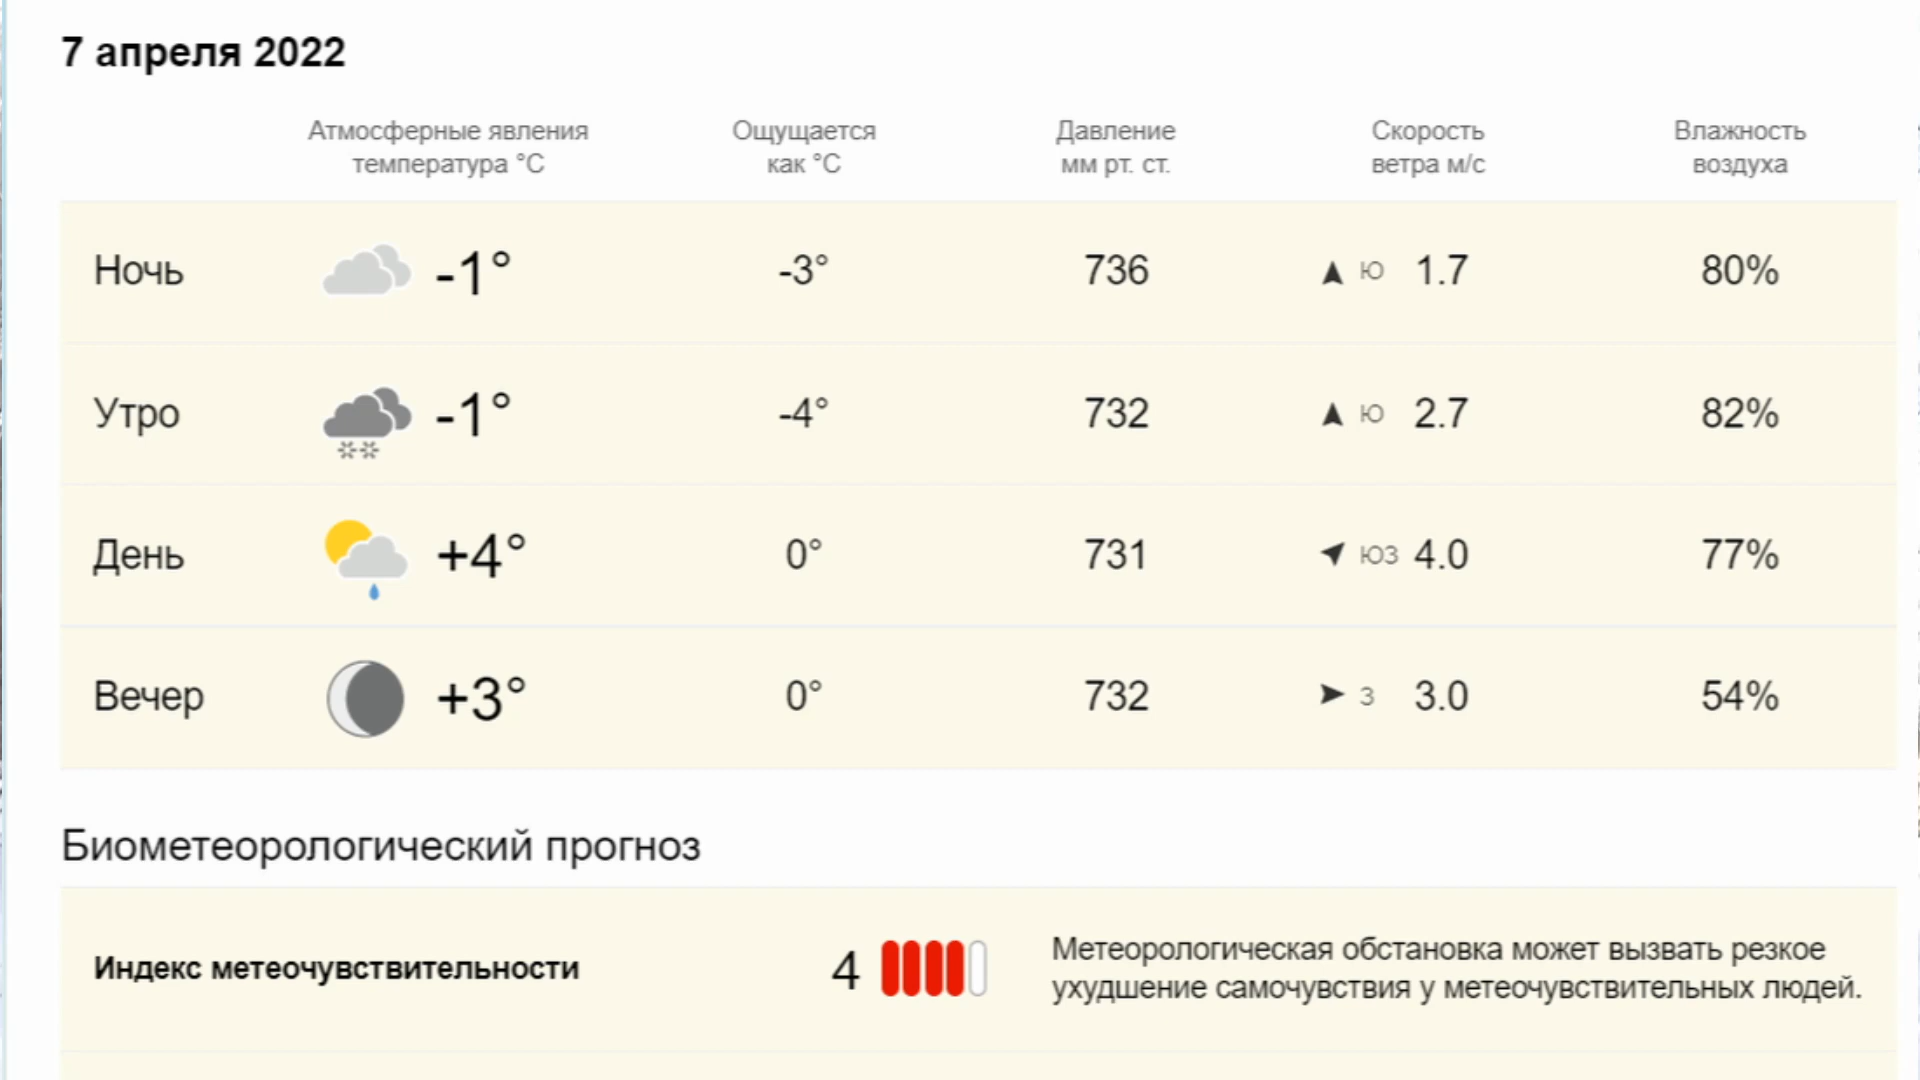 7 апреля 2022
Атмосферные явления температура °C Ощущается как °C Давление мм рт. ст. Скорость ветра м/с Влажность воздуха
Ночь -1° -3° 736 Ю 1.7 80%
Утро -1° -4° 732 Ю 2.7 82%
День +4° 0° 731 ЮЗ 4.0 77%
Вечер +3° 0° 732 З 3.0 54%
Биометеорологический прогноз
Индекс метеочувствительности 4
Метеорологическая обстановка может вызвать резкое
ухудшение самочувствия у метеочувствительных людей.